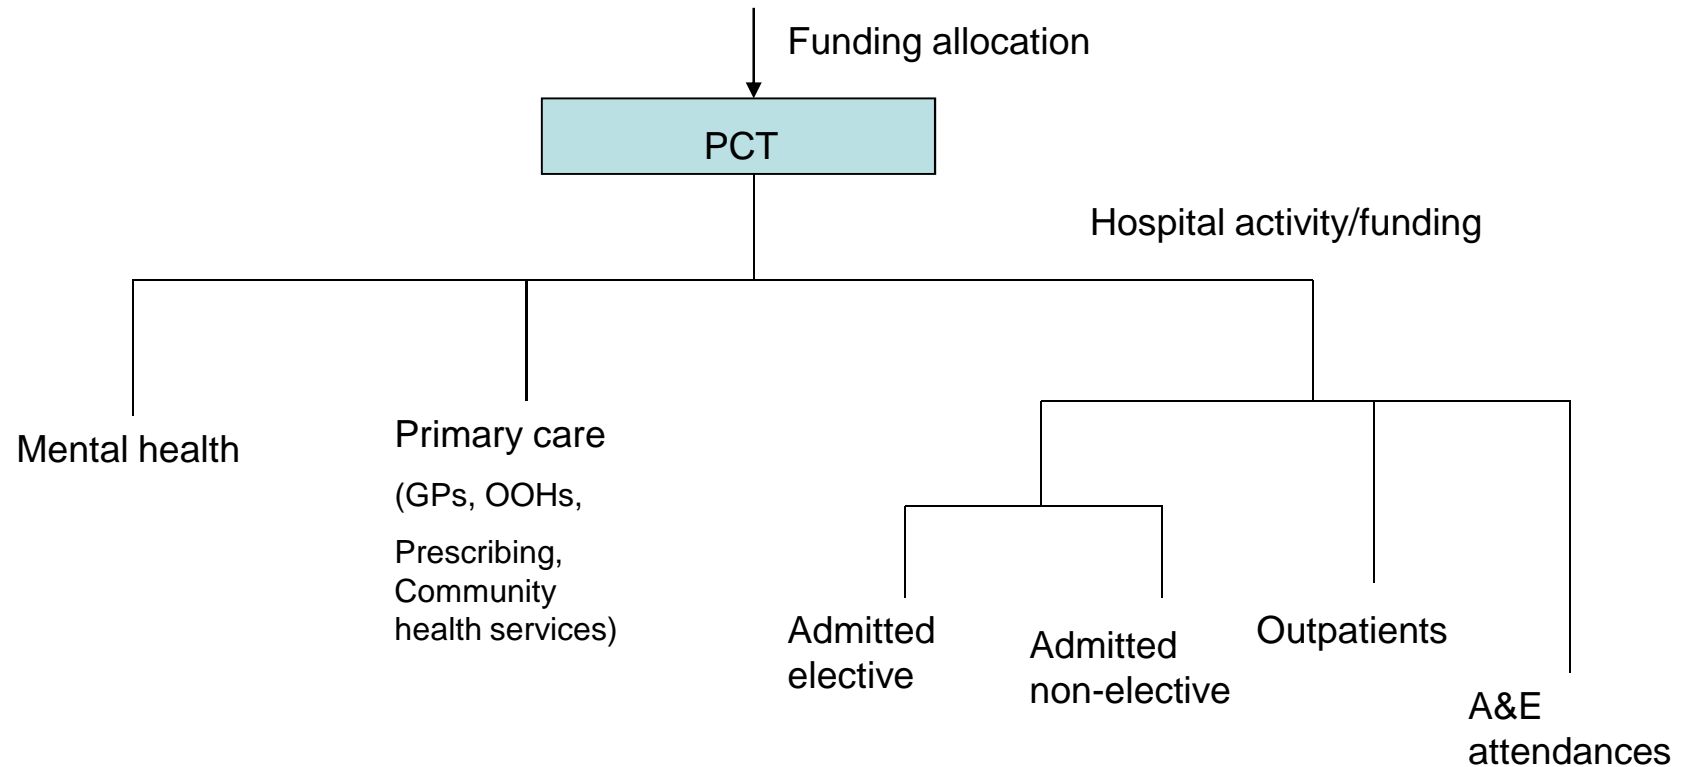 Funding allocation
PCT
Hospital activity/funding
Mental health
Primary care
(GPs, OOHs,
Prescribing,
Community
health services)
Admitted
elective
Admitted
non-elective
Outpatients
A&E
attendances